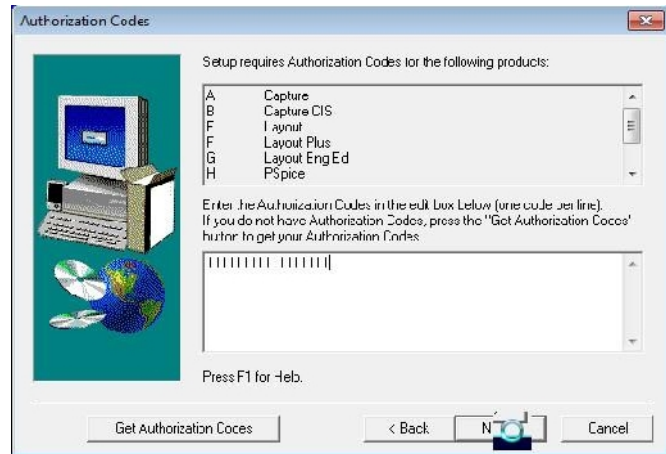 Authorization Codes
Setup requires Authorization Codes for the following products:
A Capture
B Capture CIS
F Layout
F Layout Plus
G Layout Eng Ed
H PSpice
Enter the Authorization Codes in the edit box below (one code per line).
If you do not have Authorization Codes, press the "Get Authorization Codes"
button to get your Authorization Codes
Press F1 for Help.
Get Authorization Codes
< Back
Cancel